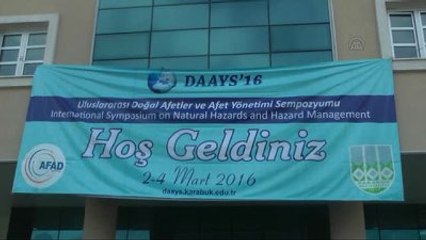 DAAYS'16
Uluslararası Doğal Afetler ve Afet Yönetimi Sempozyumu
International Symposium on Natural Hazards and Hazard Management
Hoş Geldiniz
2-4 Mart 2016
AFAD
daays.karabuk.edu.tr